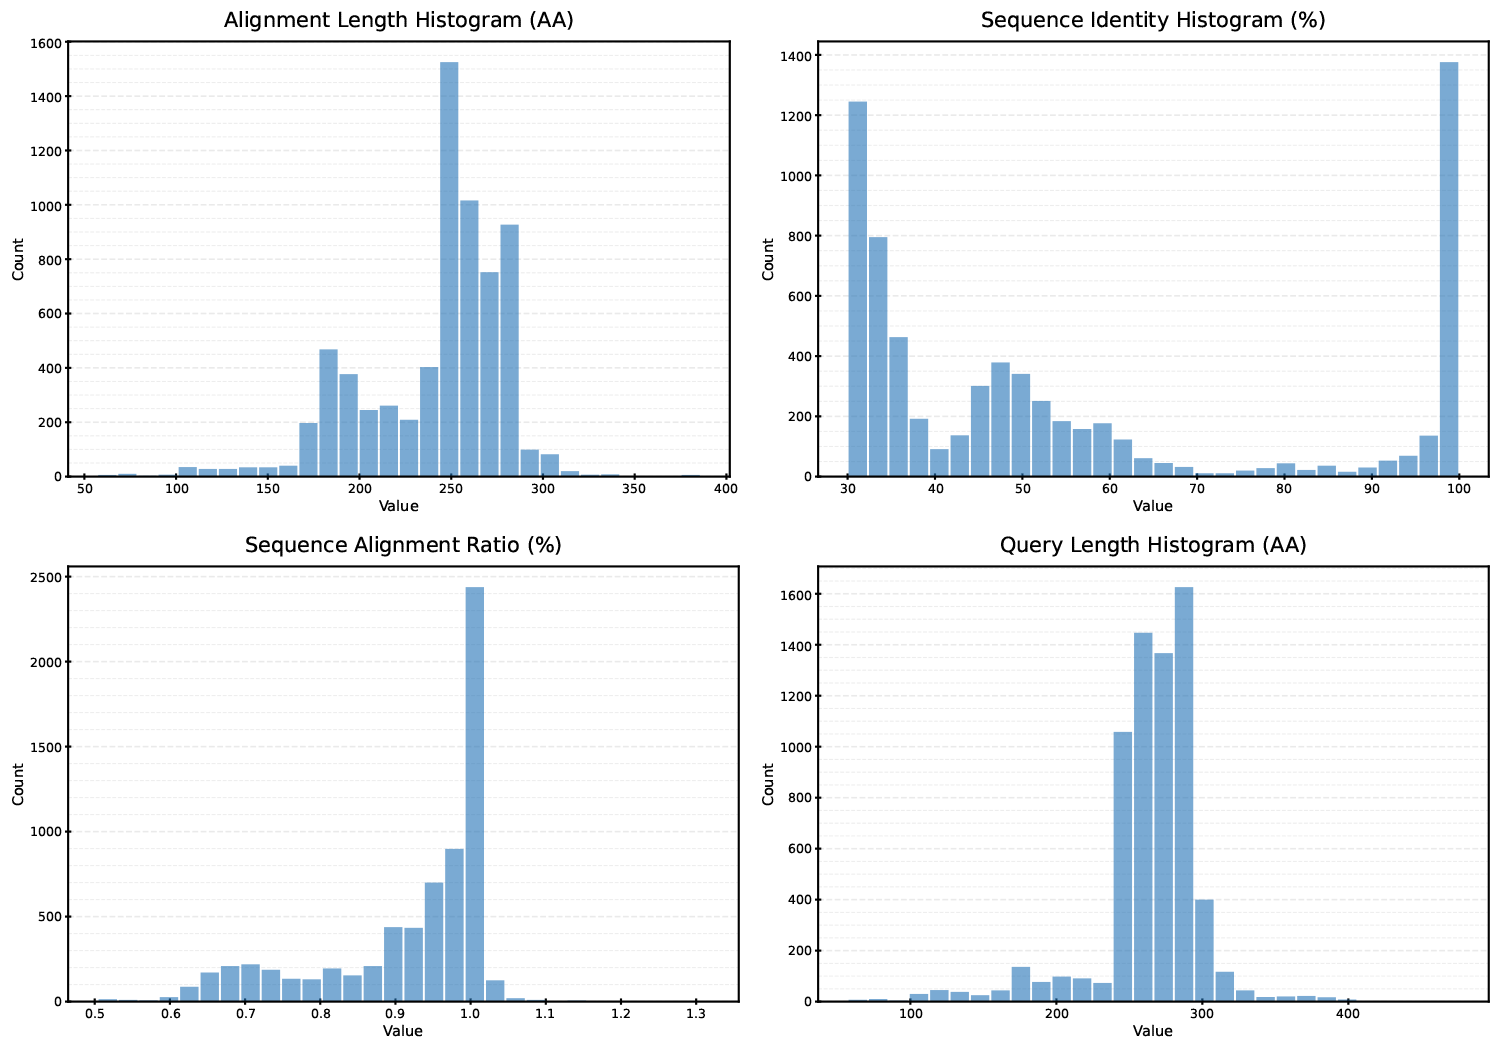 Alignment Length Histogram (AA)
1600
1400
1200
1000
800
600
400
200
0
Count
50 100 150 200 250 300 350 400
Value
Sequence Identity Histogram (%)
1400
1200
1000
800
600
400
200
0
Count
30 40 50 60 70 80 90 100
Value
Sequence Alignment Ratio (%)
2500
2000
1500
1000
500
0
Count
0.5 0.6 0.7 0.8 0.9 1.0 1.1 1.2 1.3
Value
Query Length Histogram (AA)
1600
1400
1200
1000
800
600
400
200
0
Count
100 200 300 400
Value